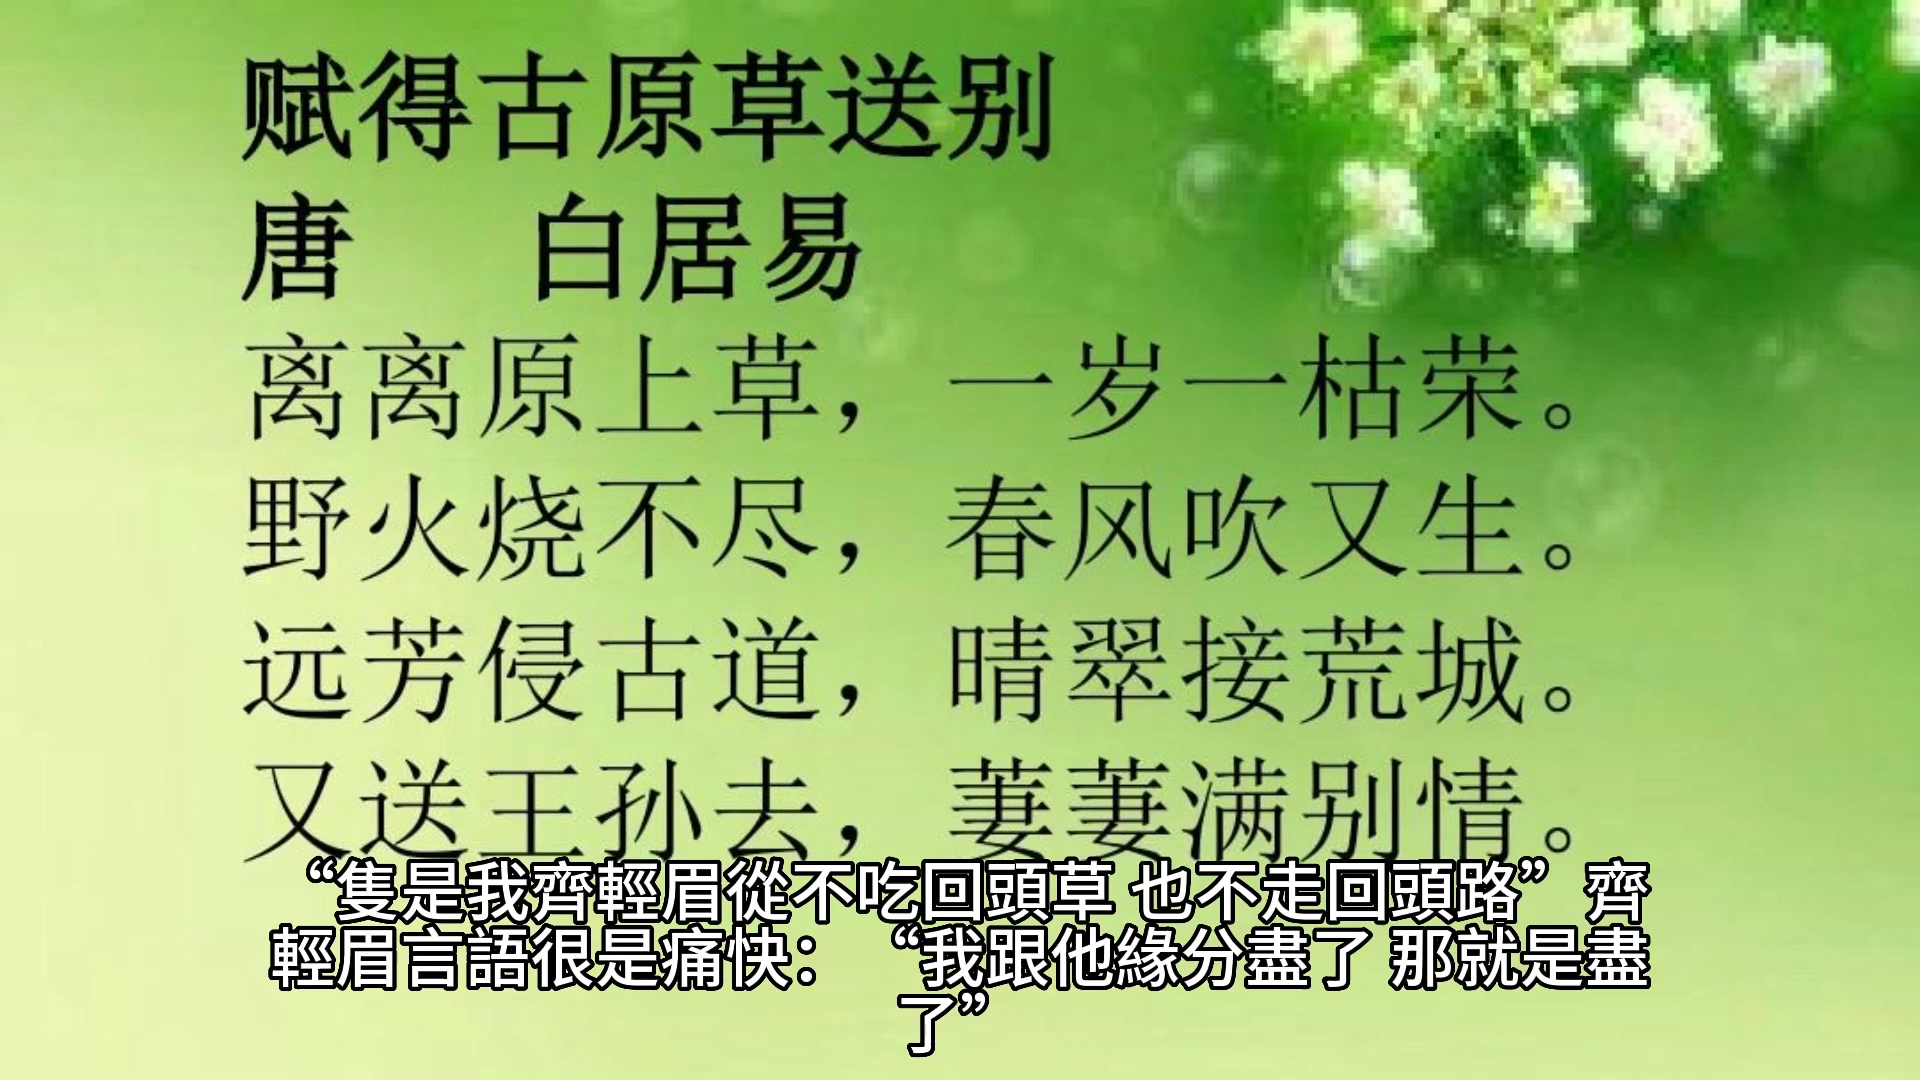 赋得古原草送别
唐 白居易
离离原上草，一岁一枯荣。
野火烧不尽，春风吹又生。
远芳侵古道，晴翠接荒城。
又送王孙去，萋萋满别情。
“隻是我齊輕眉從不吃回頭草 也不走回頭路”齊
輕眉言語很是痛快：“我跟他緣分盡了 那就是盡
了”